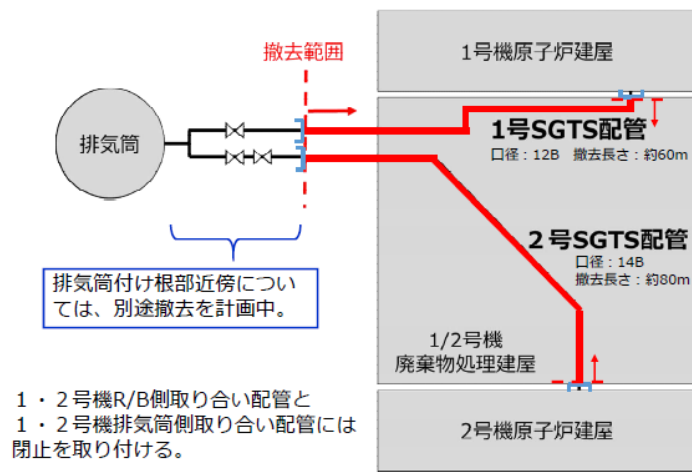 1号機原子炉建屋
撤去範囲
排気筒
1号SGTS配管
口径：12B　撤去長さ：約60m
２号SGTS配管
口径：14B
撤去長さ：約80m
排気筒付け根部近傍につい
ては、別途撤去を計画中。
1/2号機
廃棄物処理建屋
１・２号機R/B側取り合い配管と
１・２号機排気筒側取り合い配管には
閉止を取り付ける。
2号機原子炉建屋